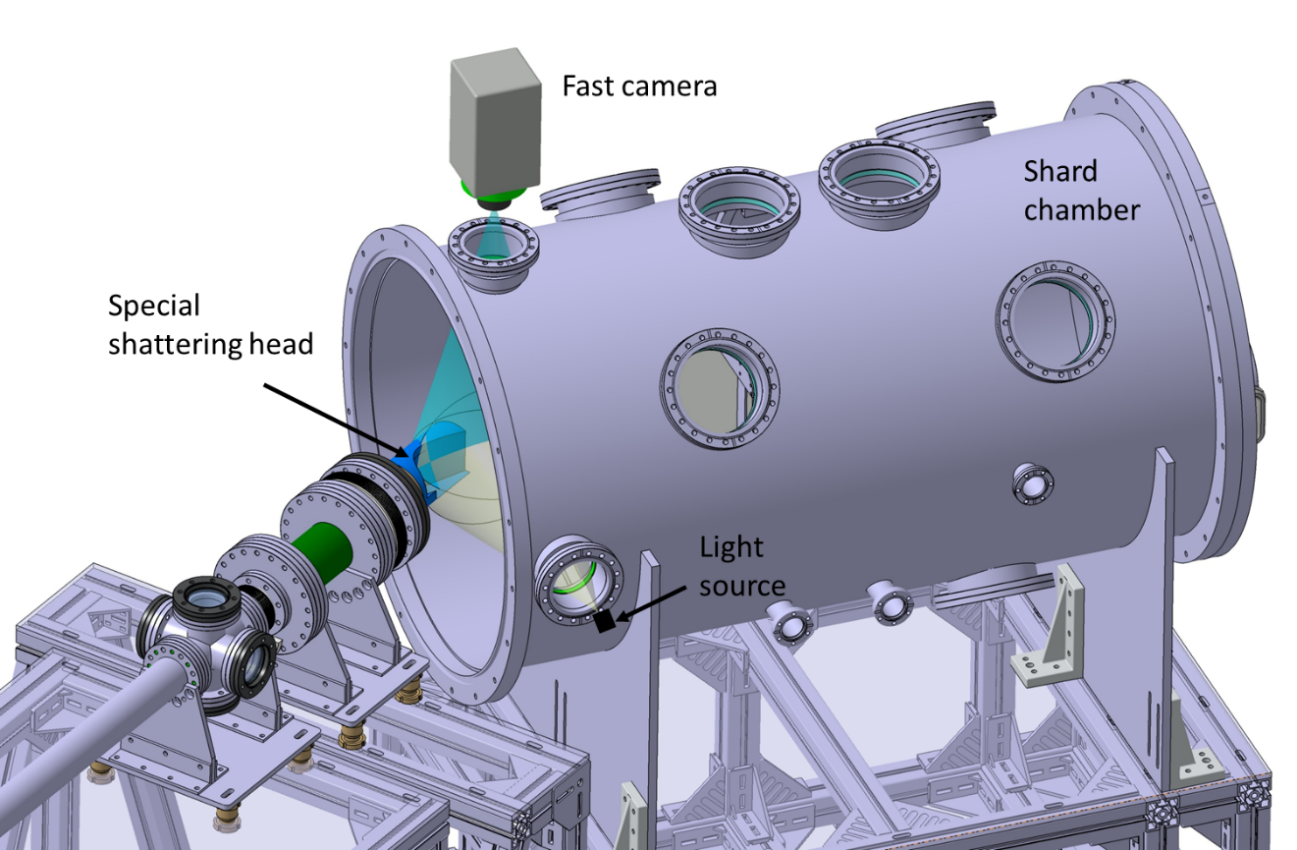 Fast camera
Shard
chamber
Special
shattering head
Light
source